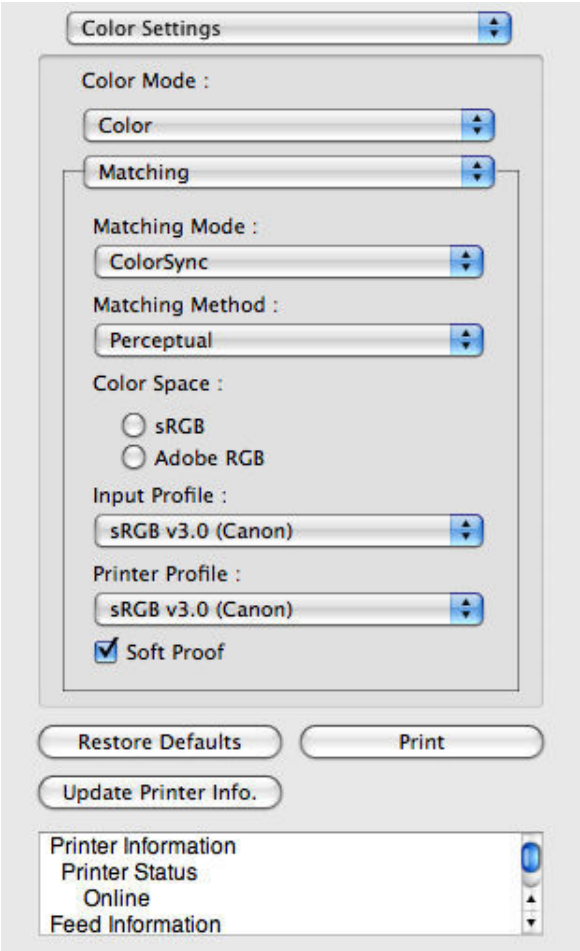 Color Settings
Color Mode :
Color
Matching
Matching Mode :
ColorSync
Matching Method :
Perceptual
Color Space :
sRGB
Adobe RGB
Input Profile :
sRGB v3.0 (Canon)
Printer Profile :
sRGB v3.0 (Canon)
Soft Proof
Restore Defaults Print
Update Printer Info.
Printer Information
Printer Status
Online
Feed Information